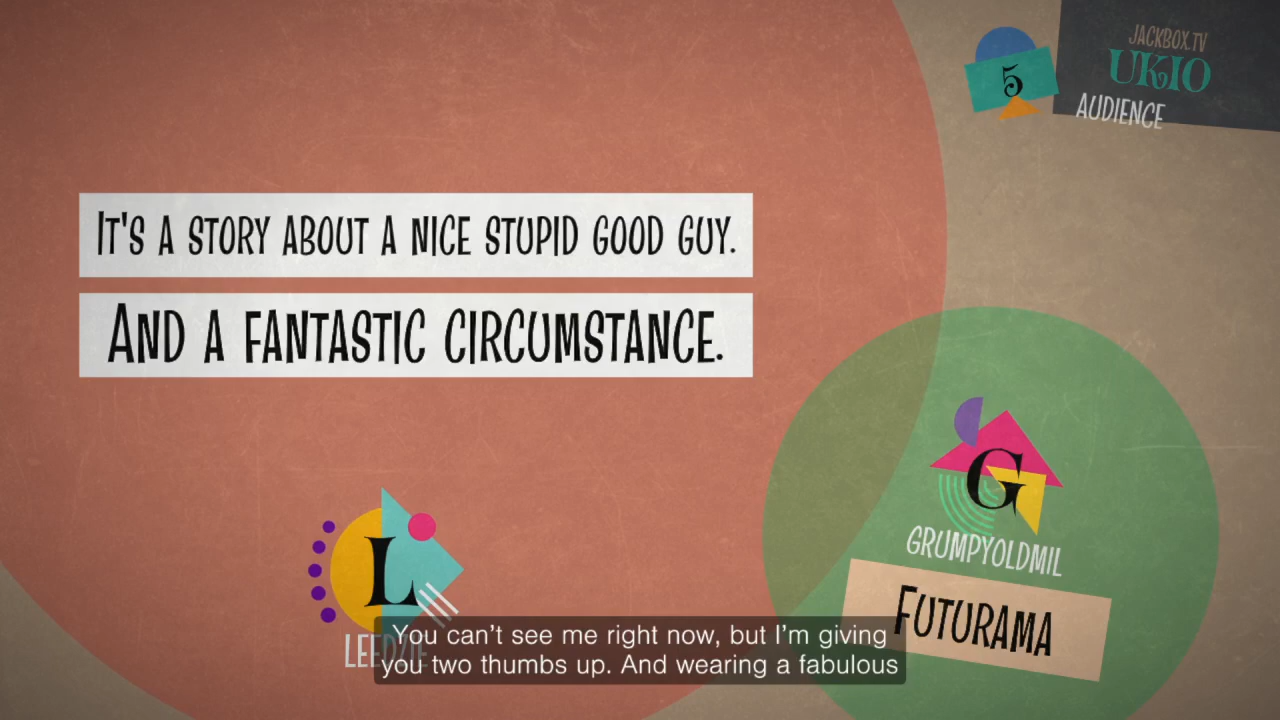 JACKBOX.TV
UKIO
5
AUDIENCE
IT'S A STORY ABOUT A NICE STUPID GOOD GUY.
AND A FANTASTIC CIRCUMSTANCE.
G
GRUMPYOLDMIL
FUTURAMA
L
You can't see me right now, but I'm giving
you two thumbs up. And wearing a fabulous